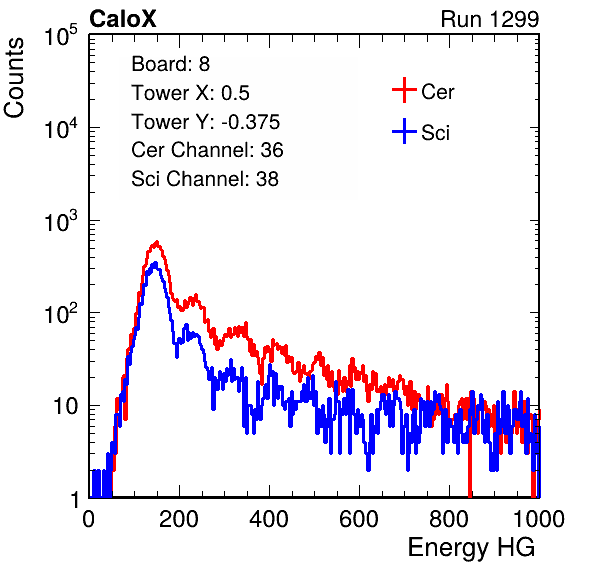 CaloX Run 1299
Counts
10^5
10^4
10^3
10^2
10
1
Board: 8
Tower X: 0.5
Tower Y: -0.375
Cer Channel: 36
Sci Channel: 38
Cer
Sci
0 200 400 600 800 1000
Energy HG